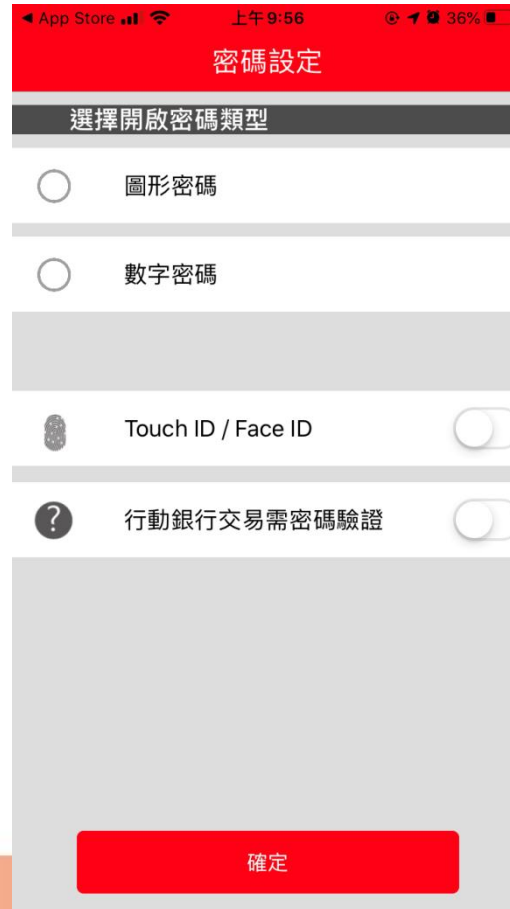 App Store 上午9:56 36%
密碼設定
選擇開啟密碼類型
圖形密碼
數字密碼
Touch ID / Face ID
? 行動銀行交易需密碼驗證
確定